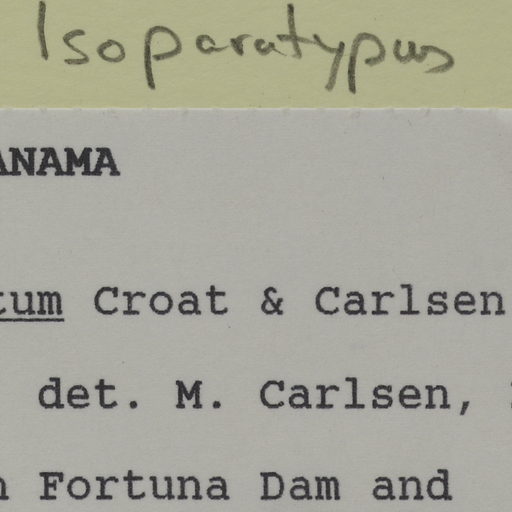 Isoparatypus
ANAMA
tum Croat & Carlsen
det. M. Carlsen,
Fortuna Dam and